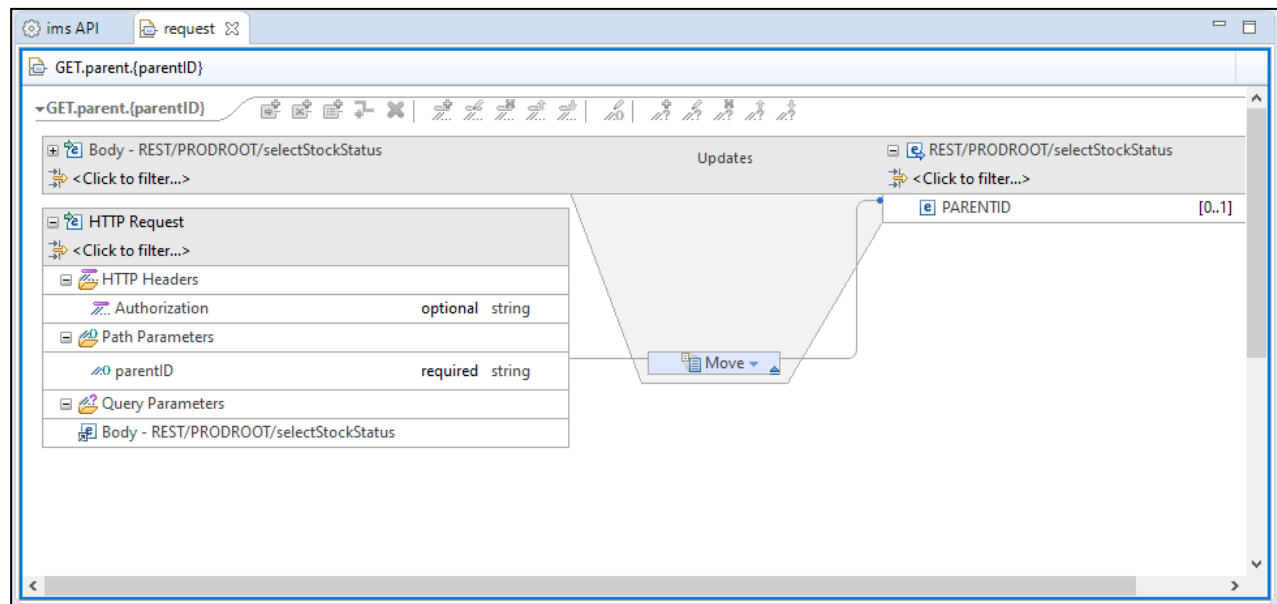 ims API
request
GET.parent.{parentID}
GET.parent.{parentID}
Body - REST/PRODROOT/selectStockStatus
<Click to filter...>
Updates
REST/PRODROOT/selectStockStatus
<Click to filter...>
PARENTID [0..1]
HTTP Request
<Click to filter...>
HTTP Headers
Authorization optional string
Path Parameters
parentID required string
Move
Query Parameters
Body - REST/PRODROOT/selectStockStatus